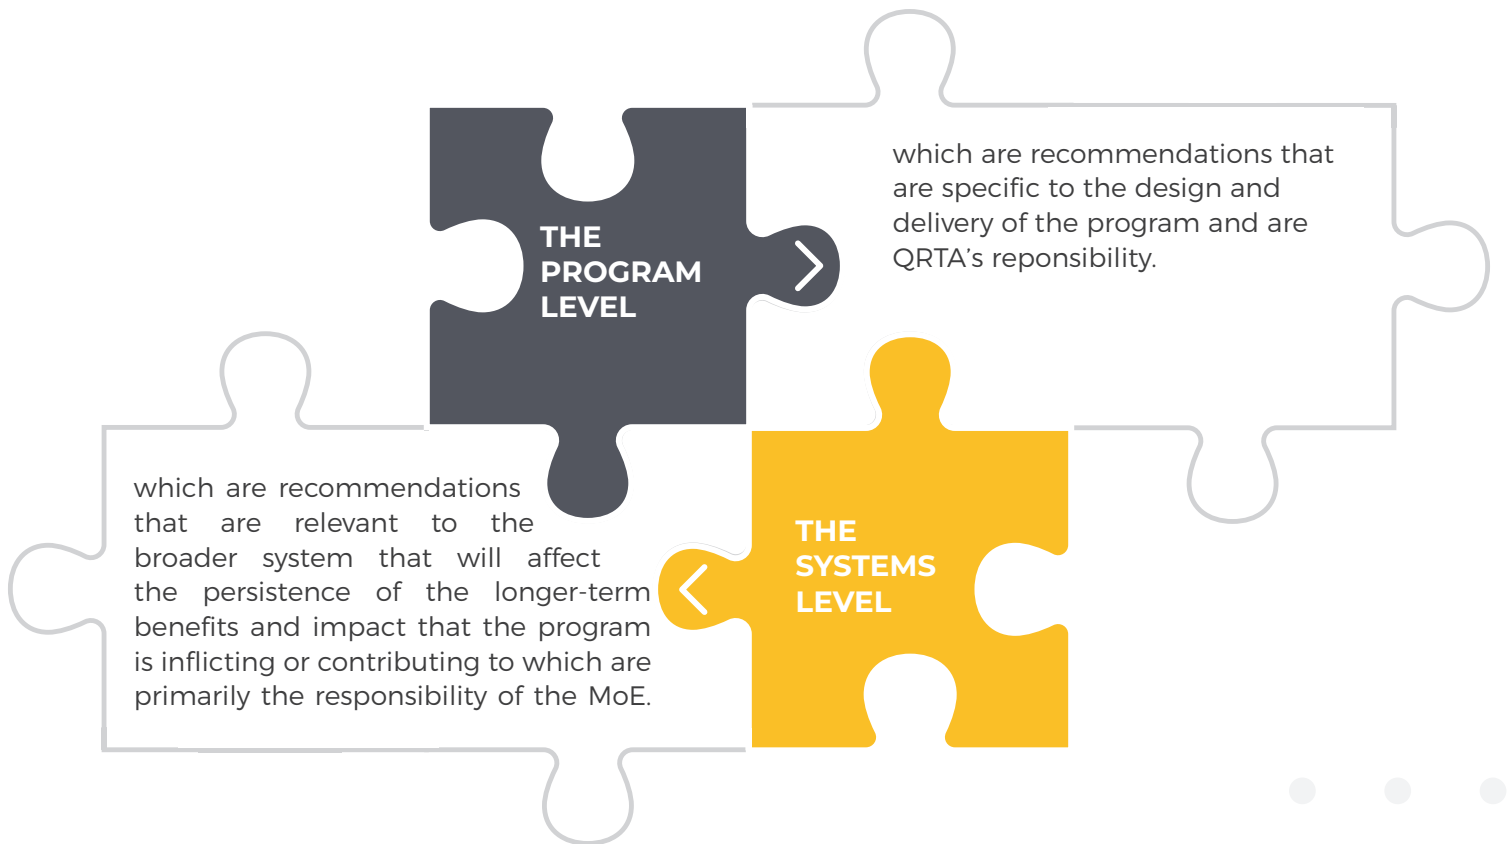 THE
PROGRAM
LEVEL
which are recommendations that
are specific to the design and
delivery of the program and are
QRTA’s reponsibility.
which are recommendations
that are relevant to the
broader system that will affect
the persistence of the longer-term
benefits and impact that the program
is inflicting or contributing to which are
primarily the responsibility of the MoE.
THE
SYSTEMS
LEVEL